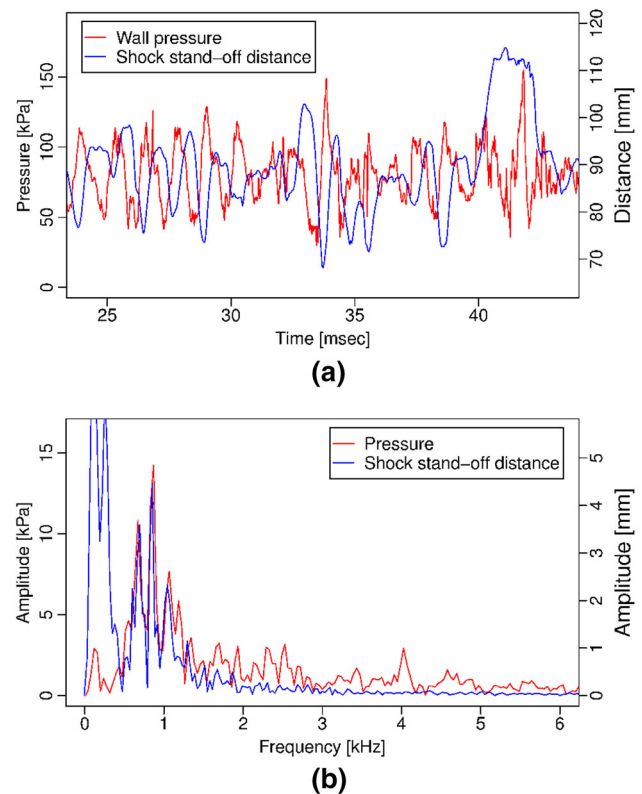 Wall pressure
Shock stand-off distance
Pressure [kPa]
0 50 100 150
Distance [mm]
70 80 90 100 110 120
25 30 35 40
Time [msec]
(a)
Pressure
Shock stand-off distance
Amplitude [kPa]
0 5 10 15
Amplitude [mm]
0 1 2 3 4 5
0 1 2 3 4 5 6
Frequency [kHz]
(b)